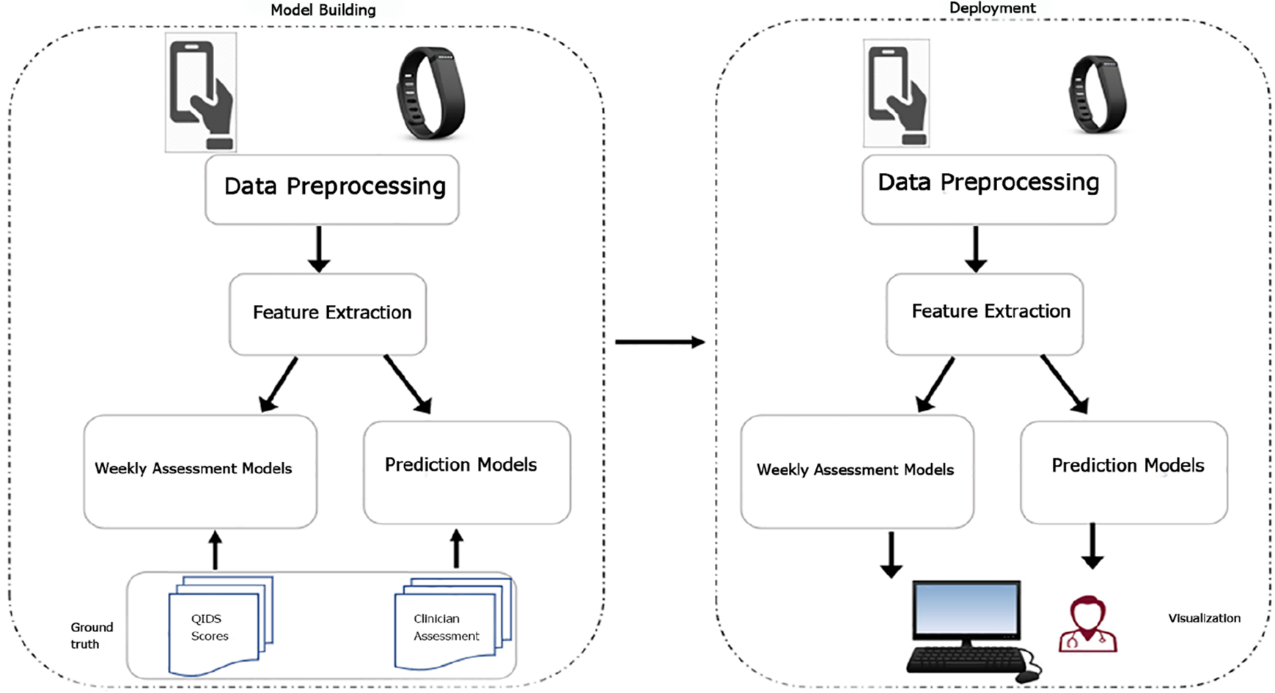 Model Building
Data Preprocessing
Feature Extraction
Weekly Assessment Models
Prediction Models
Ground
truth
QIDS
Scores
Clinician
Assessment
Deployment
Data Preprocessing
Feature Extraction
Weekly Assessment Models
Prediction Models
Visualization